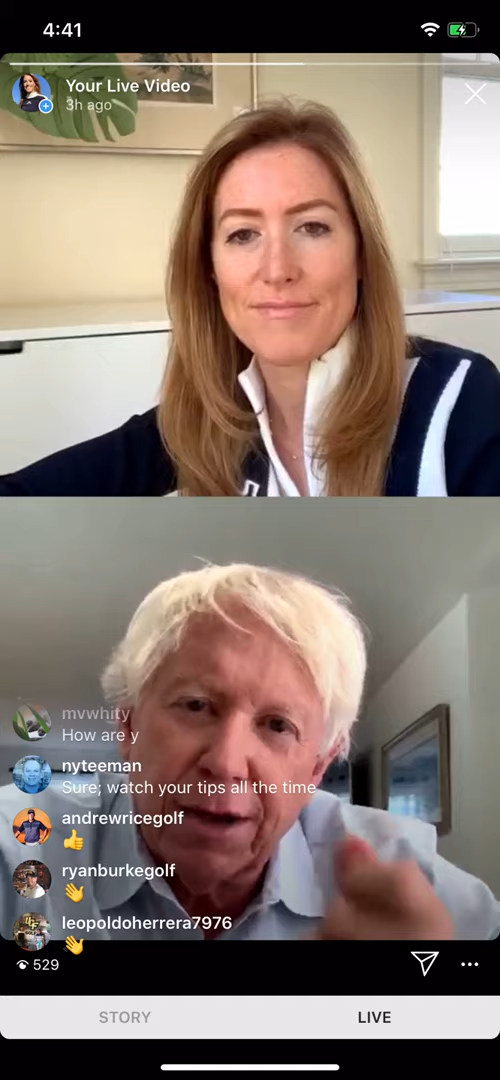 4:41
Your Live Video
3h ago
mvwhity
How are y
nyteeman
Sure; watch your tips all the time
andrewricegolf
👍
ryanburkegolf
👋
leopoldoherrera7976
👋
529
STORY
LIVE